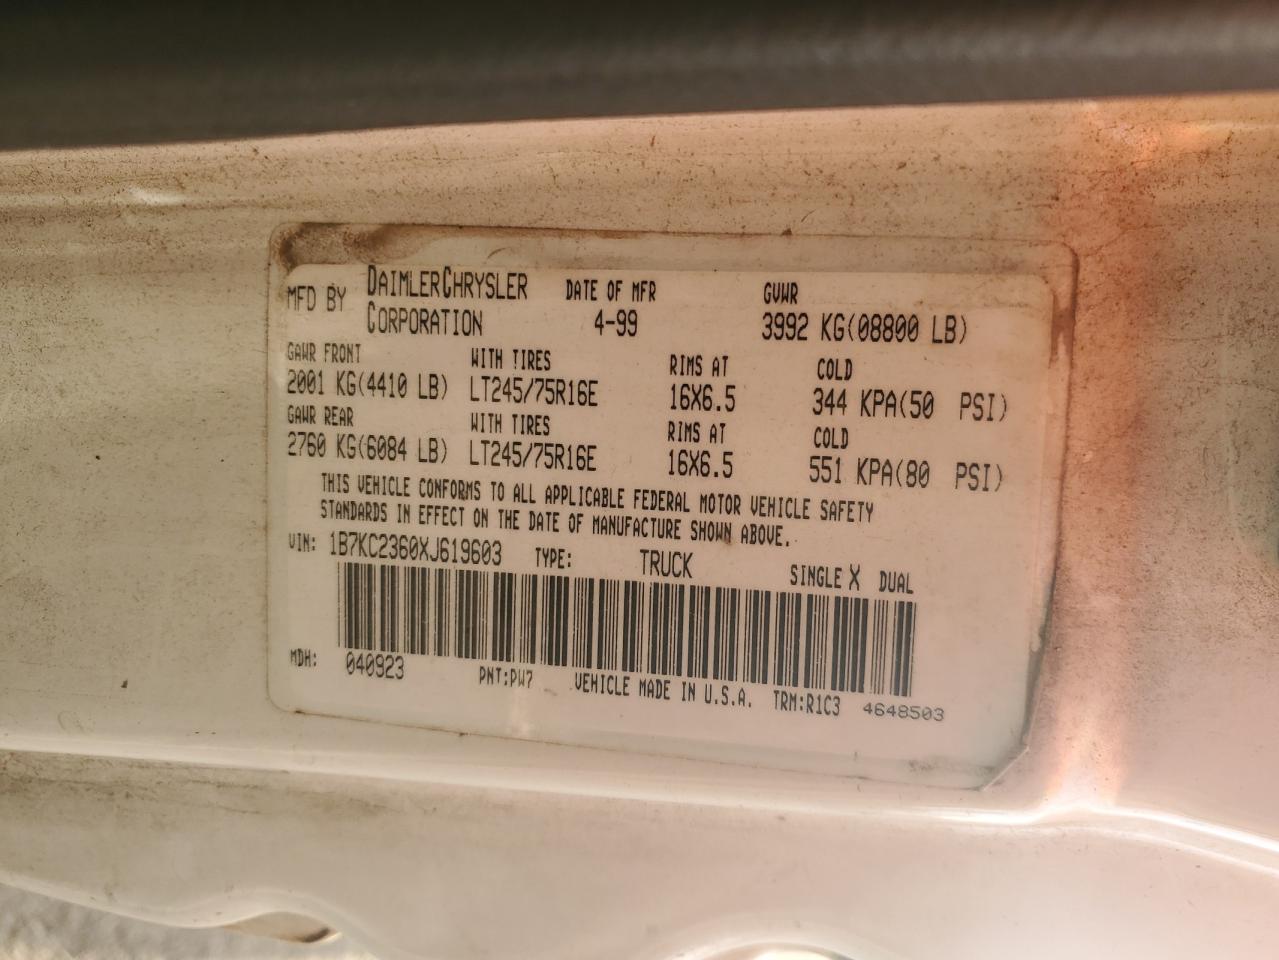 MFD BY DAIMLERCHRYSLER CORPORATION DATE OF MFR 4-99 GVWR 3992 KG(08800 LB)
GAWR FRONT WITH TIRES RIMS AT COLD
2001 KG(4410 LB) LT245/75R16E 16X6.5 344 KPA(50 PSI)
GAWR REAR WITH TIRES RIMS AT COLD
2760 KG(6084 LB) LT245/75R16E 16X6.5 551 KPA(80 PSI)
THIS VEHICLE CONFORMS TO ALL APPLICABLE FEDERAL MOTOR VEHICLE SAFETY
STANDARDS IN EFFECT ON THE DATE OF MANUFACTURE SHOWN ABOVE.
VIN: 1B7KC2360XJ619603 TYPE: TRUCK SINGLE X DUAL
MDH: 040923 PNT:PW7 VEHICLE MADE IN U.S.A. TRM:R1C3 4648503